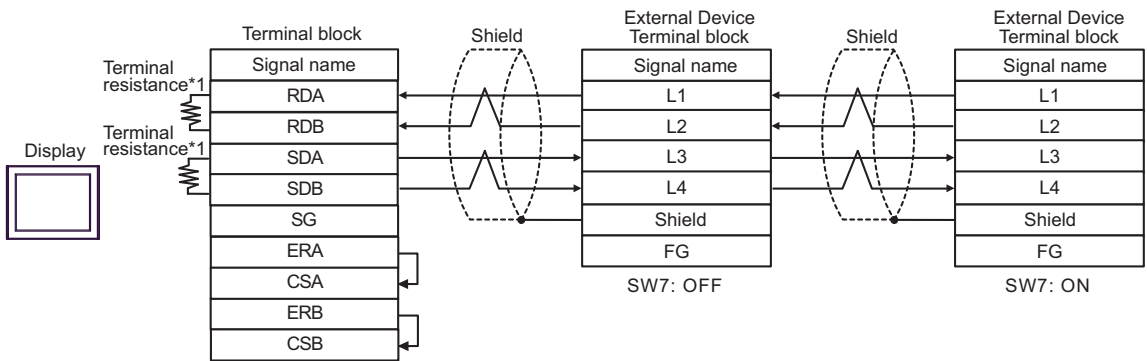 Display
Terminal
resistance*1
Terminal
resistance*1
Terminal block
Signal name
RDA
RDB
SDA
SDB
SG
ERA
CSA
ERB
CSB
Shield
External Device
Terminal block
Signal name
L1
L2
L3
L4
Shield
FG
SW7: OFF
Shield
External Device
Terminal block
Signal name
L1
L2
L3
L4
Shield
FG
SW7: ON